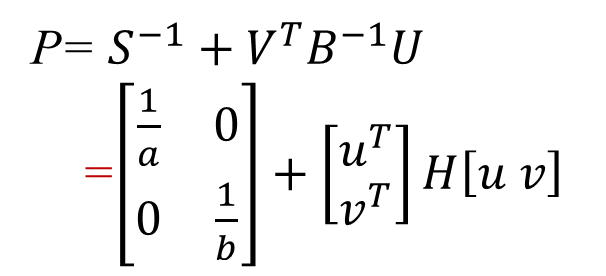 P= S⁻¹ + VᵀB⁻¹U
= [1/a 0; 0 1/b] + [uᵀ; vᵀ] H[u v]